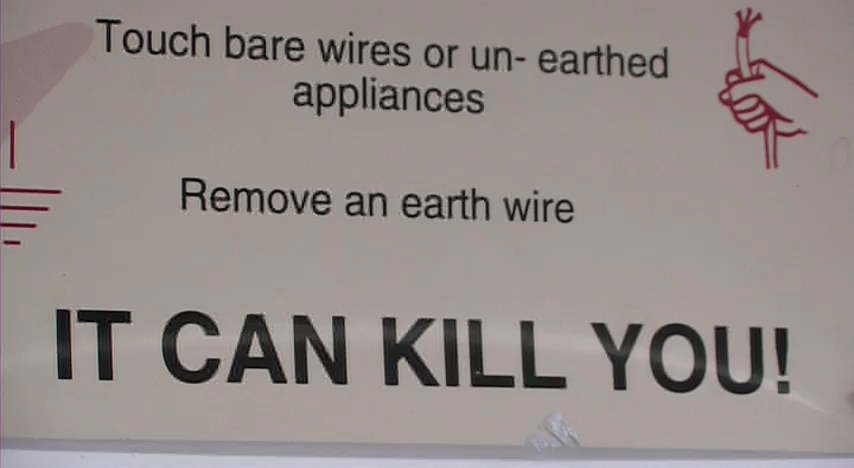 Touch bare wires or un- earthed
appliances
Remove an earth wire
IT CAN KILL YOU!